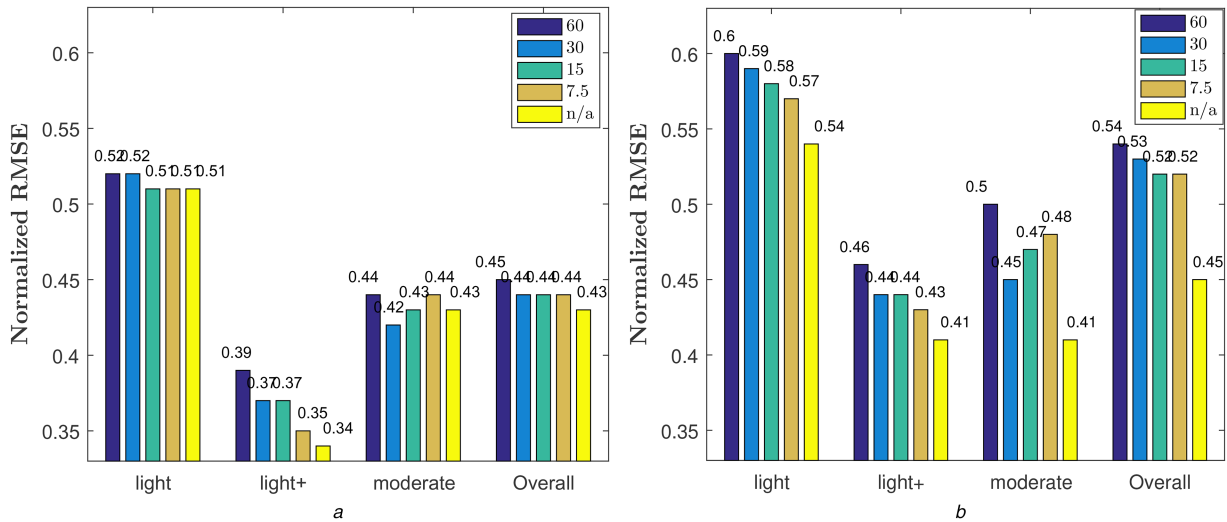 60
30
15
7.5
n/a
Normalized RMSE
0.6
0.55
0.5
0.45
0.4
0.35
0.52 0.52 0.51 0.51 0.51
0.39 0.37 0.37 0.35 0.34
0.44 0.42 0.43 0.44 0.43
0.45 0.44 0.44 0.44 0.43
light light+ moderate Overall
a
60
30
15
7.5
n/a
Normalized RMSE
0.6
0.55
0.5
0.45
0.4
0.35
0.6 0.59 0.58 0.57 0.54
0.46 0.44 0.44 0.43 0.41
0.5 0.45 0.47 0.48 0.41
0.54 0.53 0.52 0.52 0.45
light light+ moderate Overall
b